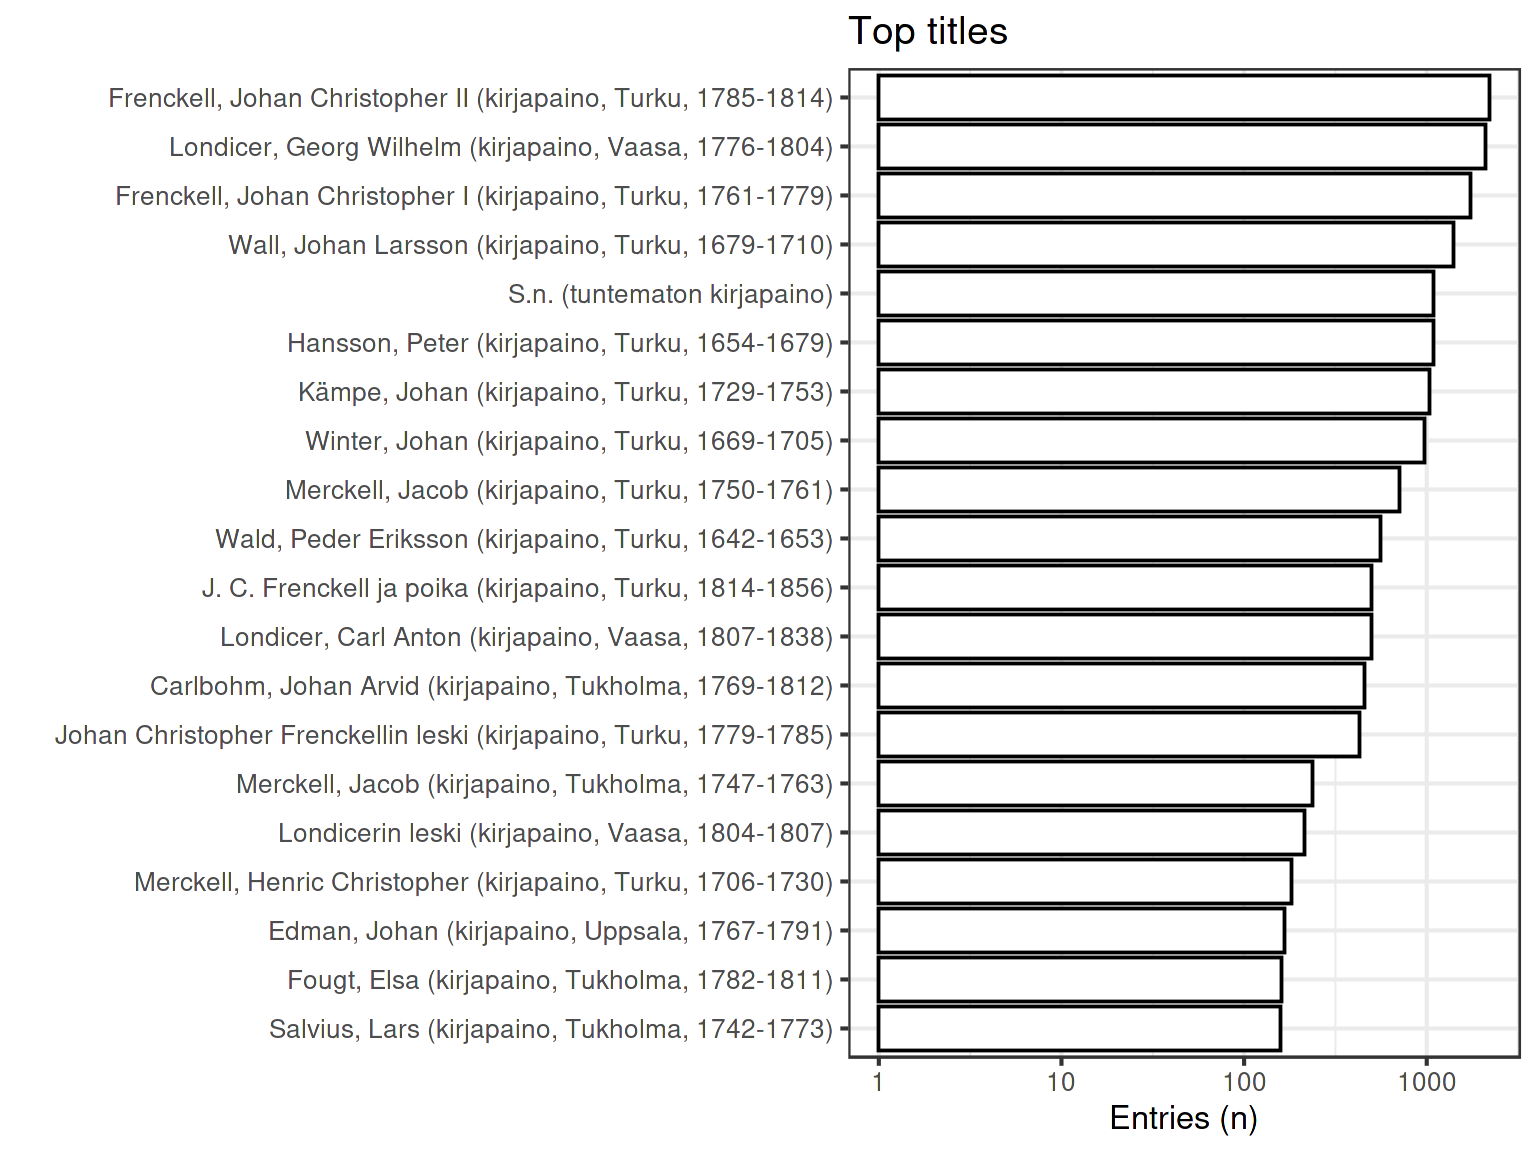 Top titles
Frenckell, Johan Christopher II (kirjapaino, Turku, 1785-1814)
Londicer, Georg Wilhelm (kirjapaino, Vaasa, 1776-1804)
Frenckell, Johan Christopher I (kirjapaino, Turku, 1761-1779)
Wall, Johan Larsson (kirjapaino, Turku, 1679-1710)
S.n. (tuntematon kirjapaino)
Hansson, Peter (kirjapaino, Turku, 1654-1679)
Kämpe, Johan (kirjapaino, Turku, 1729-1753)
Winter, Johan (kirjapaino, Turku, 1669-1705)
Merckell, Jacob (kirjapaino, Turku, 1750-1761)
Wald, Peder Eriksson (kirjapaino, Turku, 1642-1653)
J. C. Frenckell ja poika (kirjapaino, Turku, 1814-1856)
Londicer, Carl Anton (kirjapaino, Vaasa, 1807-1838)
Carlbohm, Johan Arvid (kirjapaino, Tukholma, 1769-1812)
Johan Christopher Frenckellin leski (kirjapaino, Turku, 1779-1785)
Merckell, Jacob (kirjapaino, Tukholma, 1747-1763)
Londicerin leski (kirjapaino, Vaasa, 1804-1807)
Merckell, Henric Christopher (kirjapaino, Turku, 1706-1730)
Edman, Johan (kirjapaino, Uppsala, 1767-1791)
Fougt, Elsa (kirjapaino, Tukholma, 1782-1811)
Salvius, Lars (kirjapaino, Tukholma, 1742-1773)
1 10 100 1000
Entries (n)